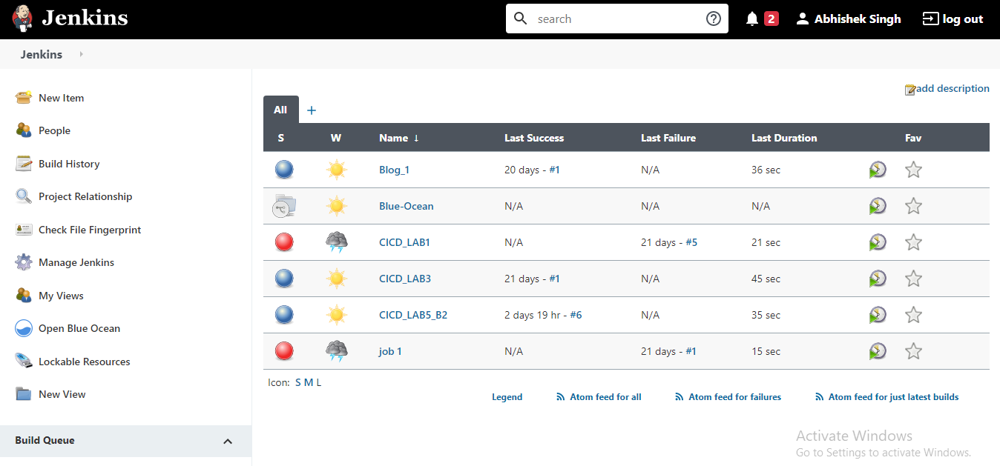 Jenkins
search
2
Abhishek Singh
log out
Jenkins
New Item
People
Build History
Project Relationship
Check File Fingerprint
Manage Jenkins
My Views
Open Blue Ocean
Lockable Resources
New View
Build Queue
add description
All +
S W Name ↓ Last Success Last Failure Last Duration Fav
Blog_1 20 days - #1 N/A 36 sec
Blue-Ocean N/A N/A N/A
CICD_LAB1 N/A 21 days - #5 21 sec
CICD_LAB3 21 days - #1 N/A 45 sec
CICD_LAB5_B2 2 days 19 hr - #6 N/A 35 sec
job 1 N/A 21 days - #1 15 sec
Icon: S M L
Legend Atom feed for all Atom feed for failures Atom feed for just latest builds
Activate Windows
Go to Settings to activate Windows.